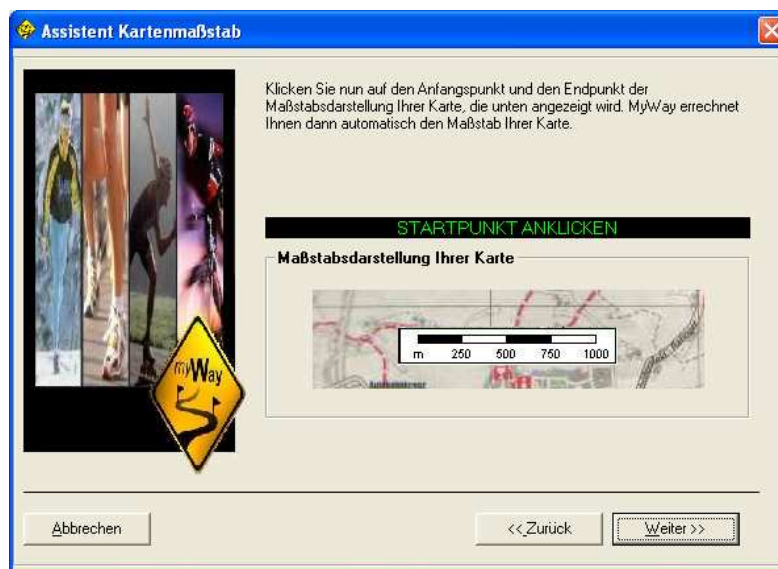 Assistent Kartenmaßstab
Klicken Sie nun auf den Anfangspunkt und den Endpunkt der
Maßstabsdarstellung Ihrer Karte, die unten angezeigt wird. MyWay errechnet
Ihnen dann automatisch den Maßstab Ihrer Karte.
STARTPUNKT ANKLICKEN
Maßstabsdarstellung Ihrer Karte
m 250 500 750 1000
myWay
Abbrechen
<< Zurück
Weiter >>